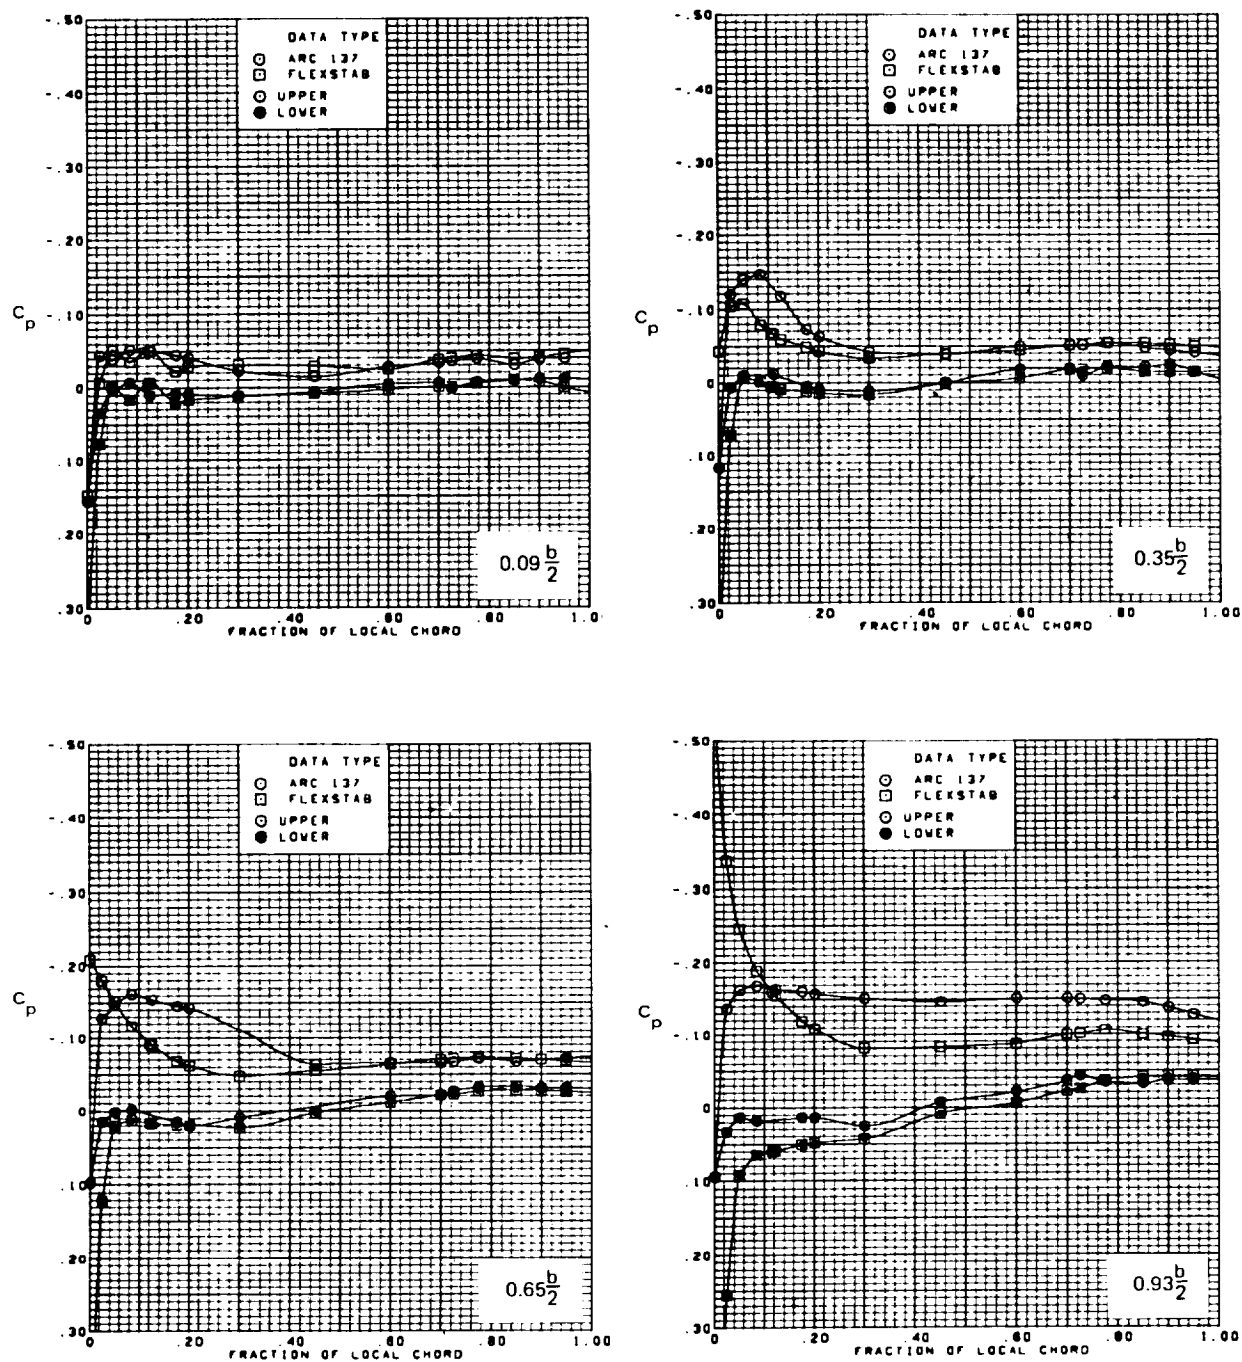 -.50
DATA TYPE
ARC 137
FLEXSTAB
UPPER
LOWER
-.40
-.30
-.20
-.10
C_p
0
.10
.20
.30
0.09 b/2
0 .20 .40 .60 .80 1.00
FRACTION OF LOCAL CHORD
-.50
DATA TYPE
ARC 137
FLEXSTAB
UPPER
LOWER
-.40
-.30
-.20
-.10
C_p
0
.10
.20
.30
0.35 b/2
0 .20 .40 .60 .80 1.00
FRACTION OF LOCAL CHORD
-.50
DATA TYPE
ARC 137
FLEXSTAB
UPPER
LOWER
-.40
-.30
-.20
C_p
-.10
0
.10
.20
.30
0.65 b/2
0 .20 .40 .60 .80 1.00
FRACTION OF LOCAL CHORD
-.50
DATA TYPE
ARC 137
FLEXSTAB
UPPER
LOWER
-.40
-.30
-.20
C_p
-.10
0
.10
.20
.30
0.93 b/2
0 .20 .40 .60 .80 1.00
FRACTION OF LOCAL CHORD